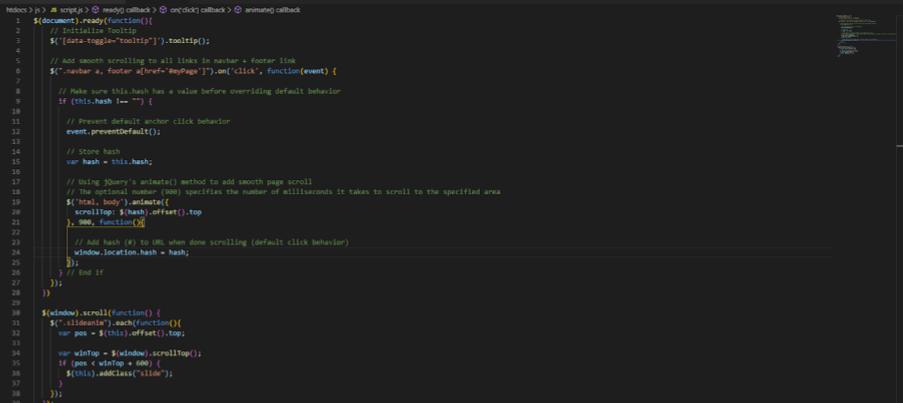 htdocs > js > script.js > ready() callback > on('click') callback > animate() callback
1 $(document).ready(function(){
2 // Initialize Tooltip
3 $('[data-toggle="tooltip"]').tooltip();
4
5 // Add smooth scrolling to all links in navbar + footer link
6 $(".navbar a, footer a[href='#myPage']").on('click', function(event) {
7
8 // Make sure this.hash has a value before overriding default behavior
9 if (this.hash !== "") {
10
11 // Prevent default anchor click behavior
12 event.preventDefault();
13
14 // Store hash
15 var hash = this.hash;
16
17 // Using jQuery's animate() method to add smooth page scroll
18 // The optional number (900) specifies the number of milliseconds it takes to scroll to the specified area
19 $('html, body').animate({
20 scrollTop: $(hash).offset().top
21 }, 900, function(){
22
23 // Add hash (#) to URL when done scrolling (default click behavior)
24 window.location.hash = hash;
25 });
26 } // End if
27 });
28 })
29
30 $(window).scroll(function() {
31 $(".slideanim").each(function(){
32 var pos = $(this).offset().top;
33
34 var winTop = $(window).scrollTop();
35 if (pos < winTop + 600) {
36 $(this).addClass("slide");
37 }
38 });